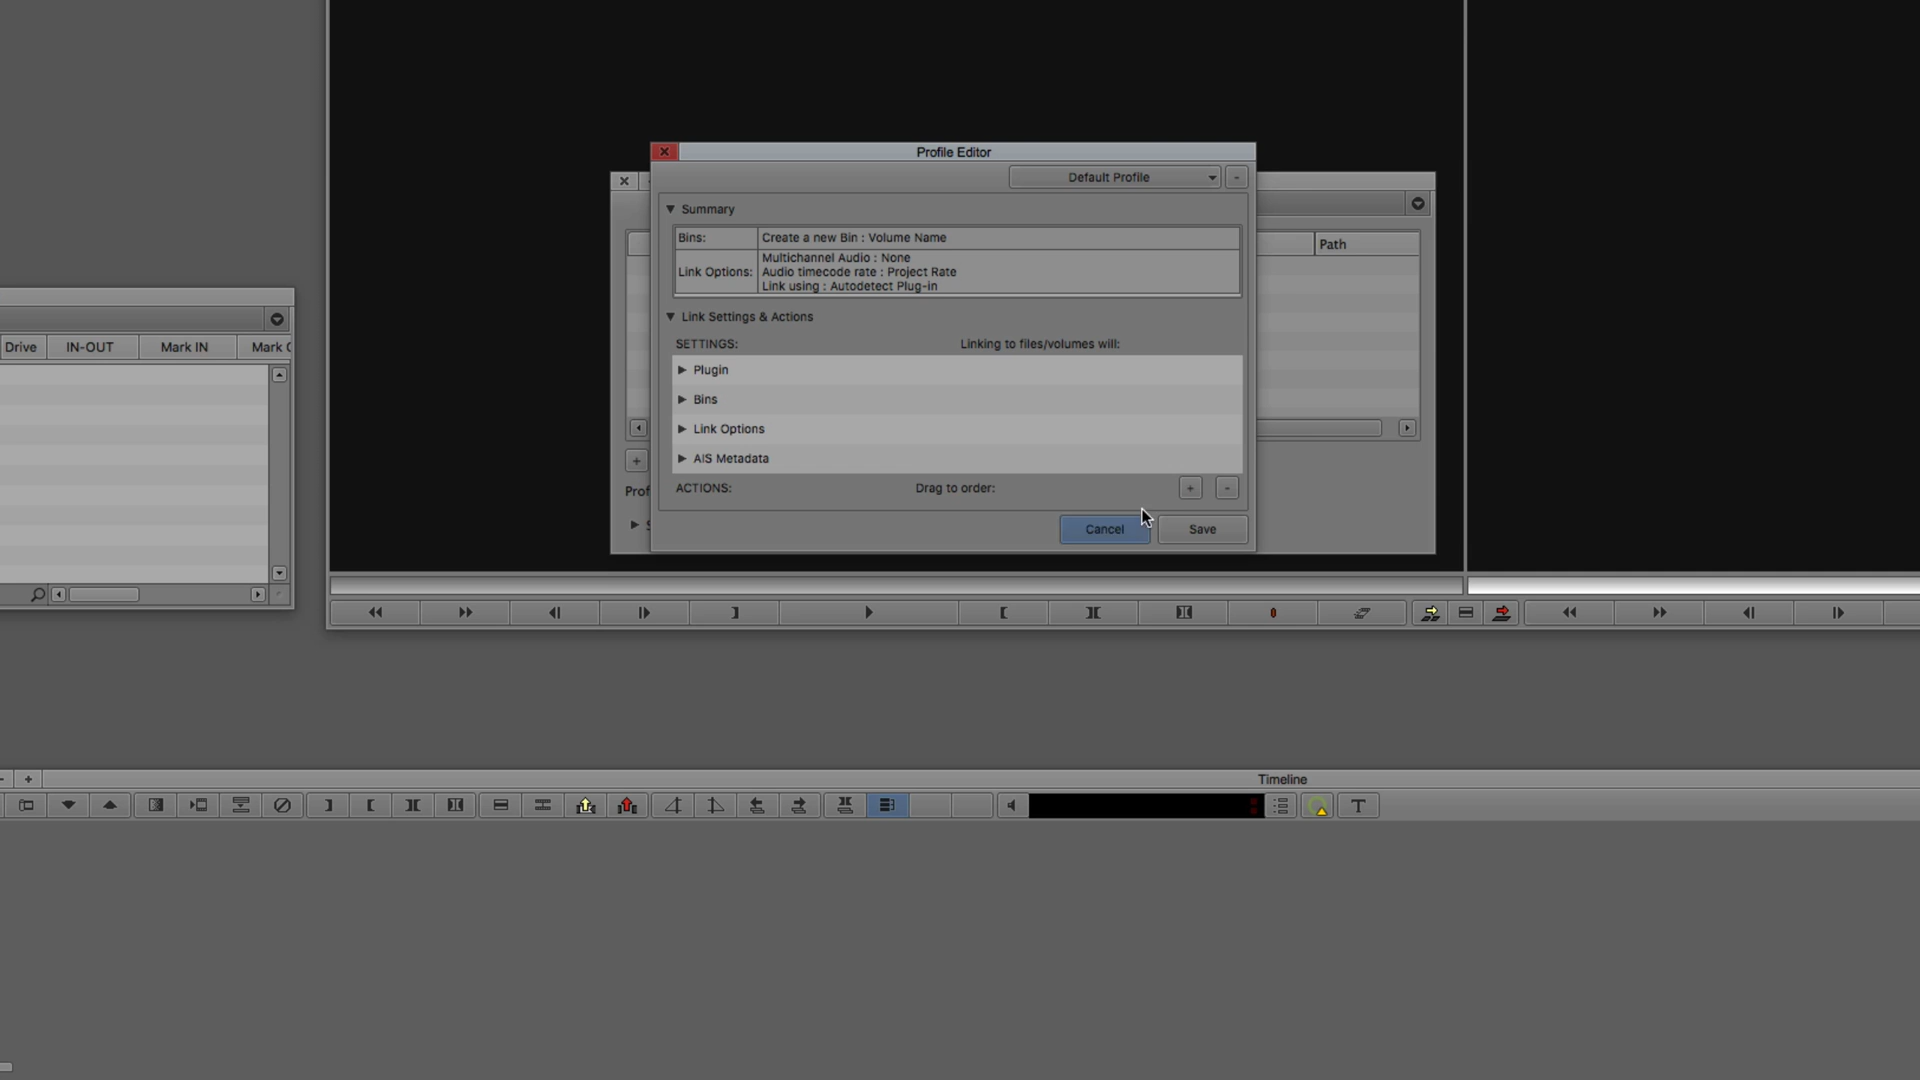 Profile Editor
Default Profile
Summary
Bins: Create a new Bin : Volume Name
Link Options: Multichannel Audio : None
Audio timecode rate : Project Rate
Link using : Autodetect Plug-in
Path
Link Settings & Actions
SETTINGS: Linking to files/volumes will:
Drive IN-OUT Mark IN Mark
Plugin
Bins
Link Options
AIS Metadata
ACTIONS: Drag to order: + -
Prof
Cancel Save
Timeline
T